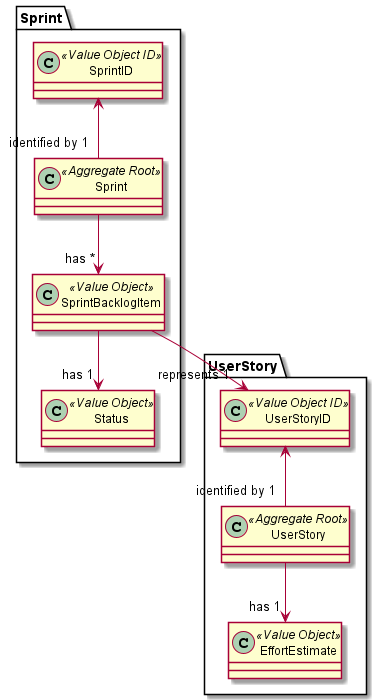 Sprint
C «Value Object ID»
SprintID
identified by 1
C «Aggregate Root»
Sprint
has *
C «Value Object»
SprintBacklogItem
has 1
represents 1
C «Value Object»
Status
UserStory
C «Value Object ID»
UserStoryID
identified by 1
C «Aggregate Root»
UserStory
has 1
C «Value Object»
EffortEstimate